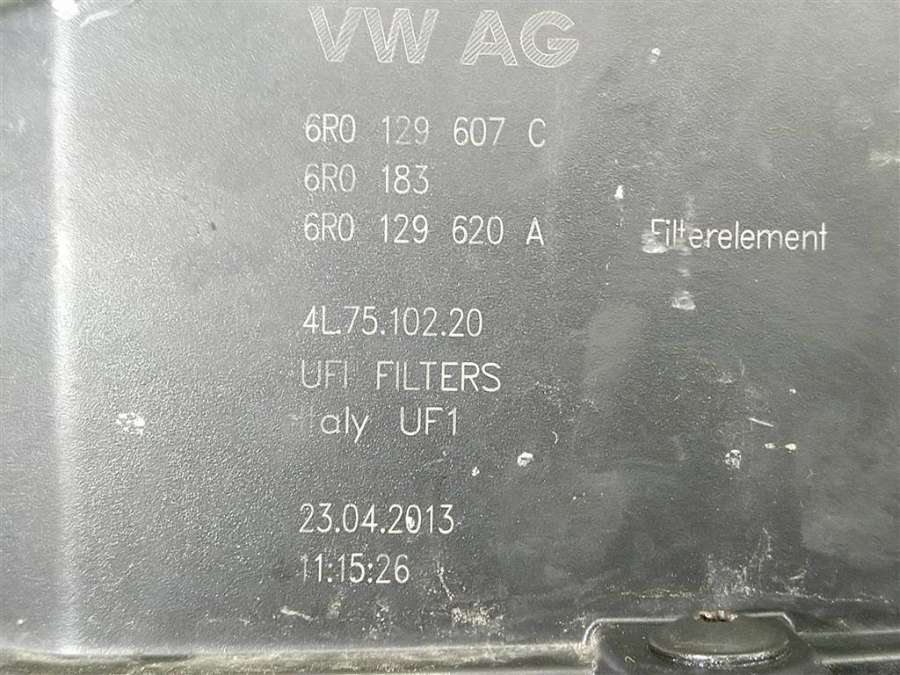 VW AG
6R0 129 607 C
6R0 183
6R0 129 620 A Filterelement
4L.75.102.20
UFI FILTERS
Italy UF1
23.04.2013
11:15:26